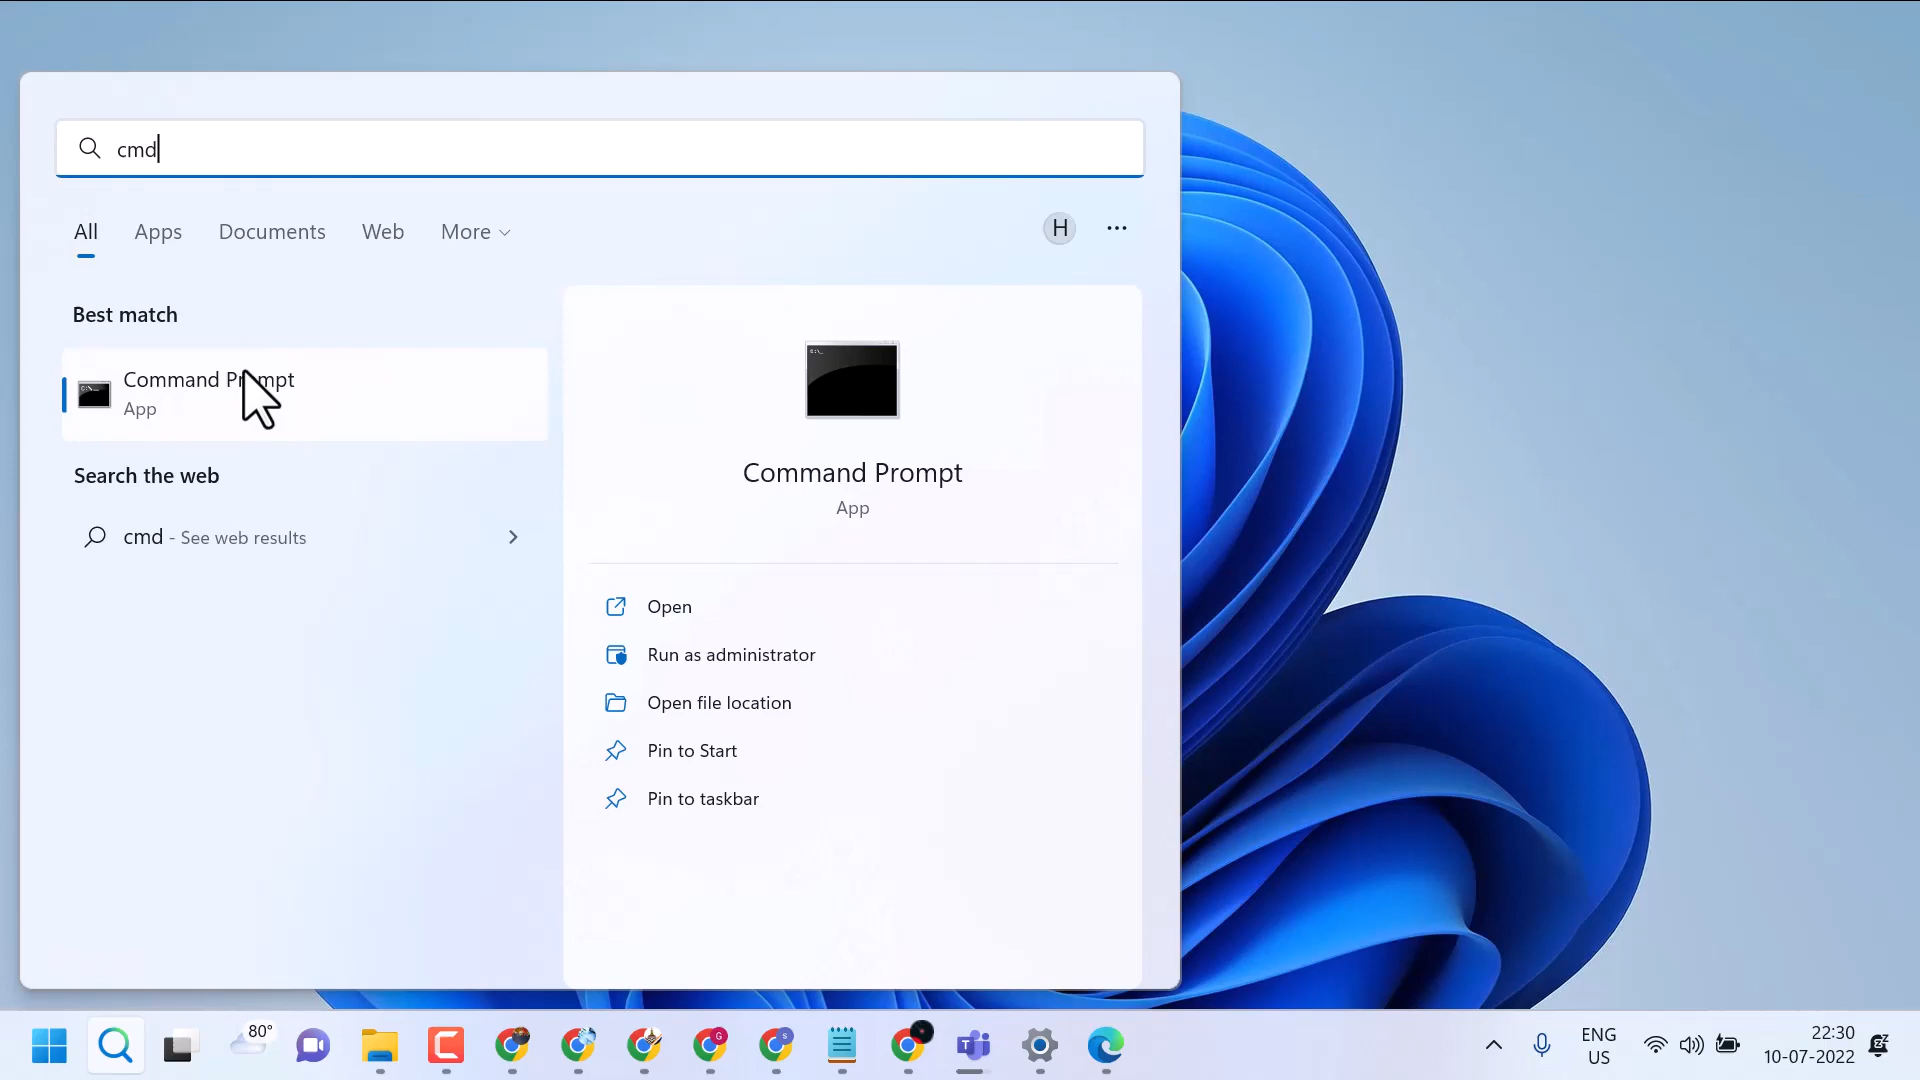 cmd
All Apps Documents Web More
H
Best match
Command Prompt
App
Search the web
cmd - See web results
Command Prompt
App
Open
Run as administrator
Open file location
Pin to Start
Pin to taskbar
80°
G
S
T
ENG
US
22:30
10-07-2022